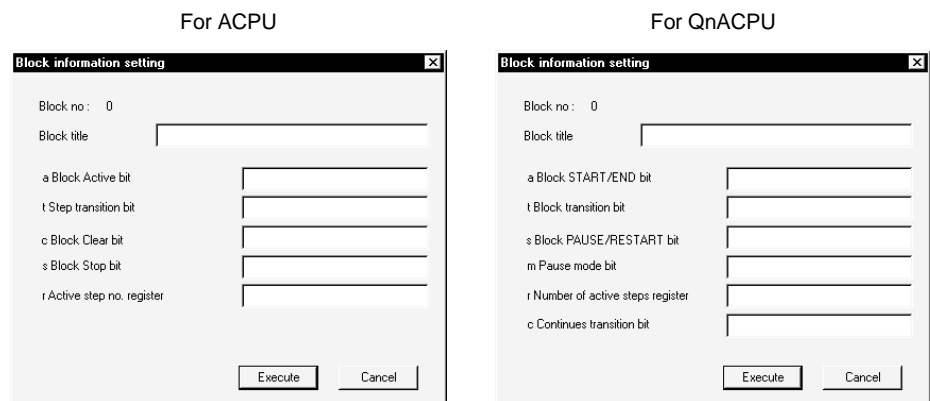 For ACPU
Block information setting
Block no : 0
Block title
a Block Active bit
t Step transition bit
c Block Clear bit
s Block Stop bit
r Active step no. register
Execute Cancel
For QnACPU
Block information setting
Block no : 0
Block title
a Block START/END bit
t Block transition bit
s Block PAUSE/RESTART bit
m Pause mode bit
r Number of active steps register
c Continues transition bit
Execute Cancel